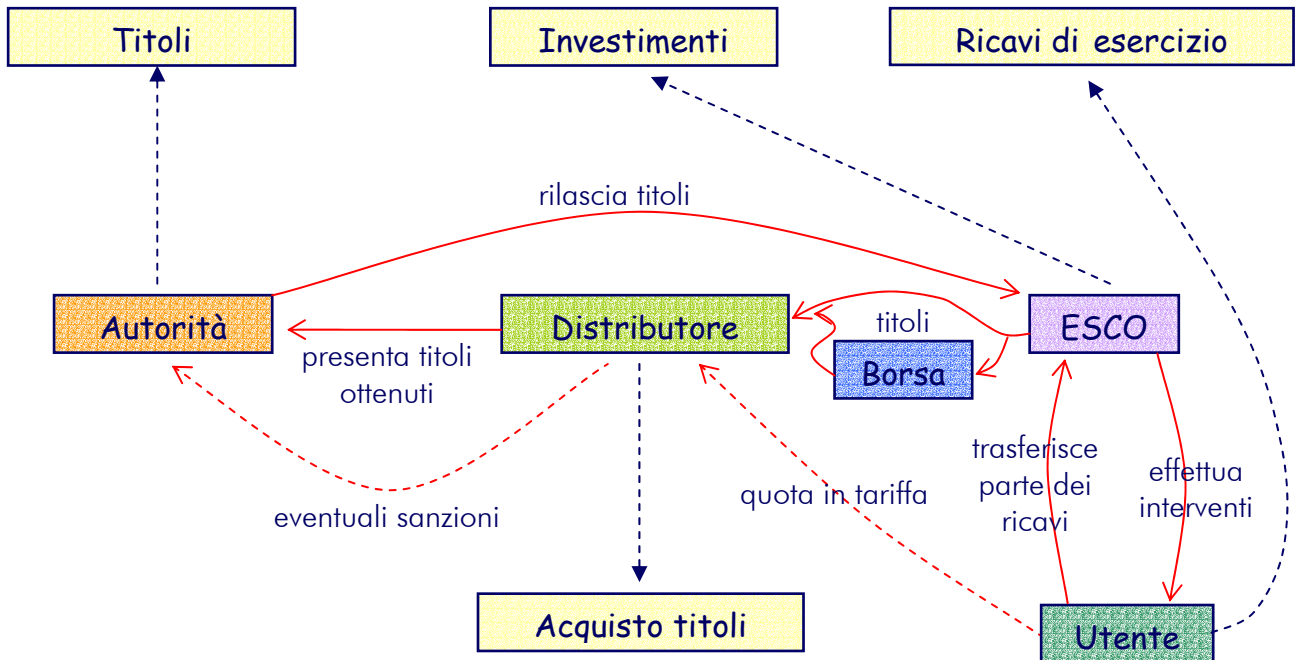 Titoli
Investimenti
Ricavi di esercizio
rilascia titoli
Autorità
Distributore
titoli
ESCO
Borsa
presenta titoli
ottenuti
trasferisce
parte dei
ricavi
effettua
interventi
quota in tariffa
eventuali sanzioni
Acquisto titoli
Utente